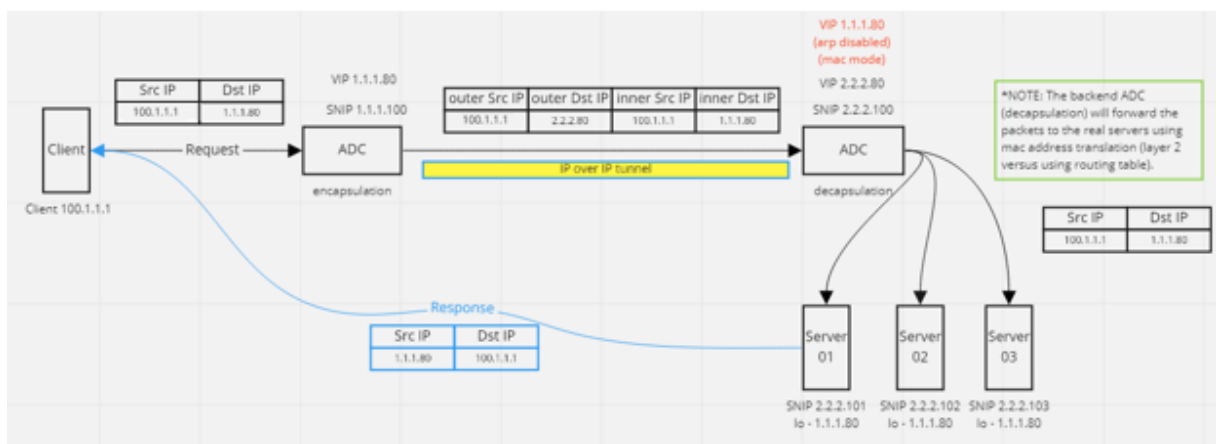 VIP 1.1.1.80
(arp disabled)
(mac mode)
VIP 2.2.2.80
SNIP 2.2.2.100
VIP 1.1.1.80
SNIP 1.1.1.100
Src IP Dst IP
100.1.1.1 1.1.1.80
outer Src IP outer Dst IP inner Src IP inner Dst IP
100.1.1.1 2.2.2.80 100.1.1.1 1.1.1.80
*NOTE: The backend ADC
(decapsulation) will forward the
packets to the real servers using
mac address translation (layer 2
versus using routing table).
Client
Request
ADC
ADC
IP over IP tunnel
encapsulation
decapsulation
Client 100.1.1.1
Src IP Dst IP
100.1.1.1 1.1.1.80
Response
Src IP Dst IP
1.1.1.80 100.1.1.1
Server
01
Server
02
Server
03
SNIP 2.2.2.101 SNIP 2.2.2.102 SNIP 2.2.2.103
lo - 1.1.1.80 lo - 1.1.1.80 lo - 1.1.1.80